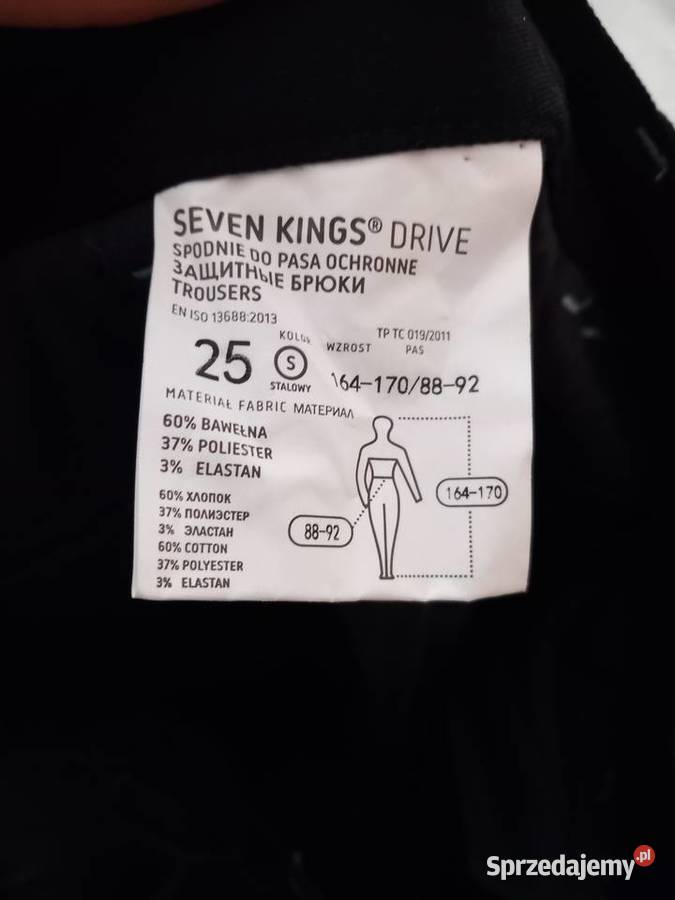 SEVEN KINGS® DRIVE
SPODNIE DO PASA OCHRONNE
ЗАЩИТНЫЕ БРЮКИ
TROUSERS
EN ISO 13688:2013
TP TC 019/2011
KOLOR
WZROST PAS
25 S 164-170/88-92
STALOWY
MATERIAŁ FABRIC МАТЕРИАЛ
60% BAWEŁNA
37% POLIESTER
3% ELASTAN
60% ХЛОПОК
37% ПОЛИЭСТЕР
3% ЭЛАСТАН
60% COTTON
37% POLYESTER
3% ELASTAN
164-170
88-92
Sprzedajemy.pl